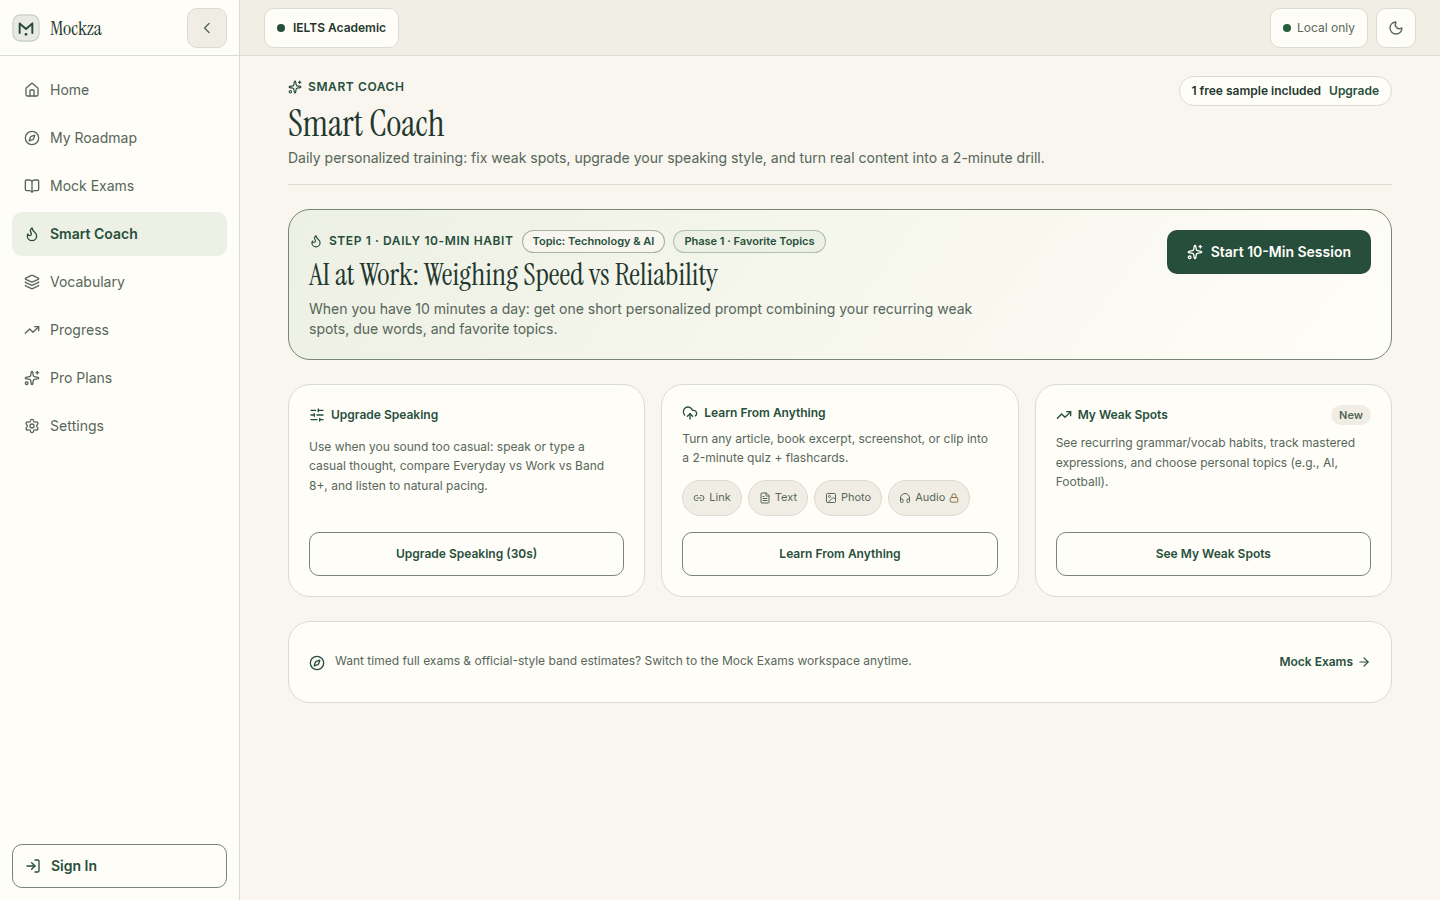 Mockza
IELTS Academic
Local only
Home
My Roadmap
Mock Exams
Smart Coach
Vocabulary
Progress
Pro Plans
Settings
Sign In
SMART COACH
1 free sample included Upgrade
Smart Coach
Daily personalized training: fix weak spots, upgrade your speaking style, and turn real content into a 2-minute drill.
STEP 1 · DAILY 10-MIN HABIT
Topic: Technology & AI
Phase 1 · Favorite Topics
Start 10-Min Session
AI at Work: Weighing Speed vs Reliability
When you have 10 minutes a day: get one short personalized prompt combining your recurring weak
spots, due words, and favorite topics.
Upgrade Speaking
Use when you sound too casual: speak or type a
casual thought, compare Everyday vs Work vs Band
8+, and listen to natural pacing.
Upgrade Speaking (30s)
Learn From Anything
Turn any article, book excerpt, screenshot, or clip into
a 2-minute quiz + flashcards.
Link
Text
Photo
Audio
Learn From Anything
My Weak Spots
New
See recurring grammar/vocab habits, track mastered
expressions, and choose personal topics (e.g., AI,
Football).
See My Weak Spots
Want timed full exams & official-style band estimates? Switch to the Mock Exams workspace anytime.
Mock Exams